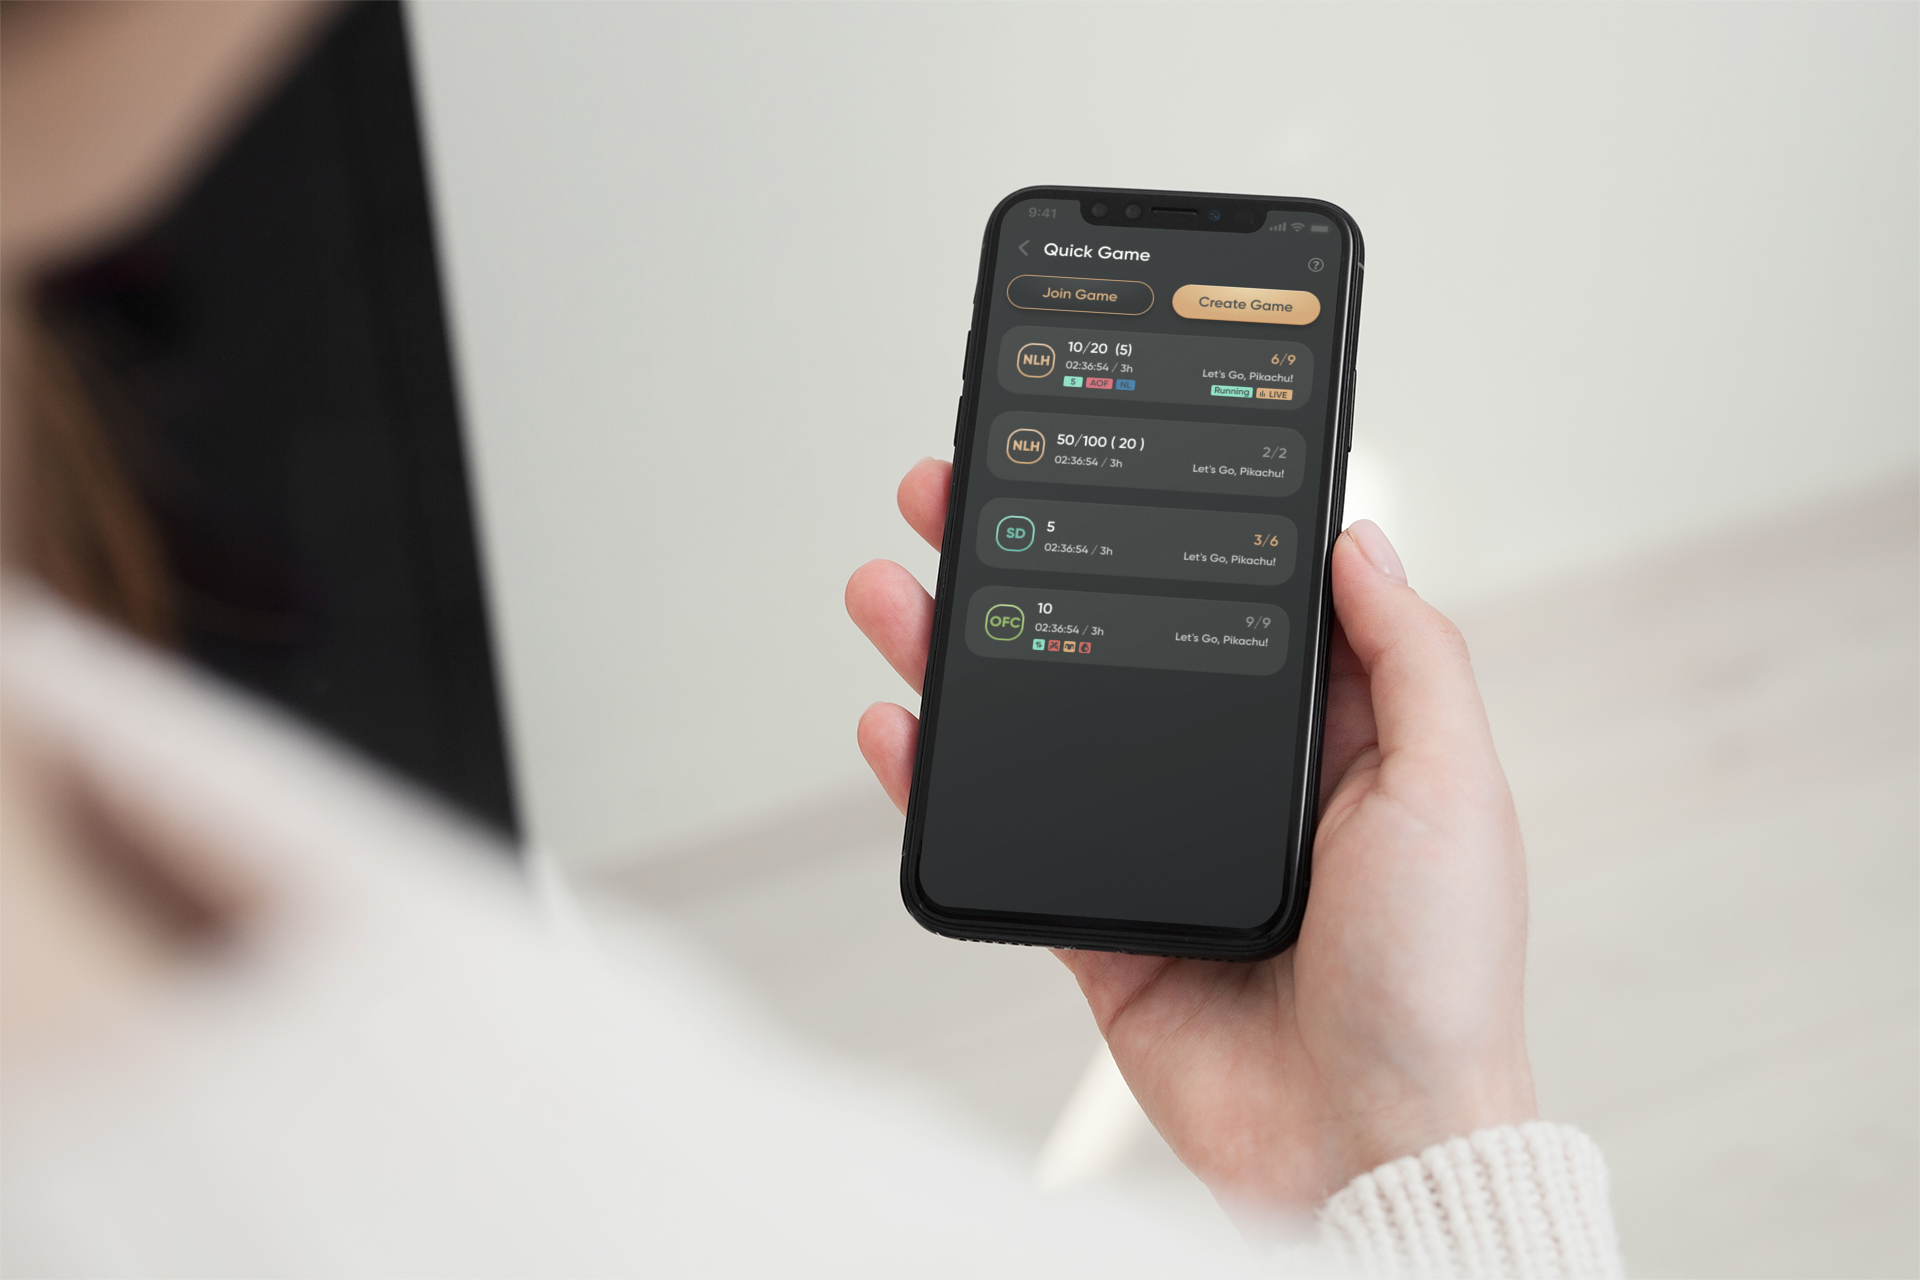 9:41
Quick Game
?
Join Game
Create Game
NLH
10/20 (5)
6/9
02:36:54 / 3h
Let's Go, Pikachu!
5 AOF NL
Running LIVE
NLH
50/100 ( 20 )
2/2
02:36:54 / 3h
Let's Go, Pikachu!
SD
5
3/6
02:36:54 / 3h
Let's Go, Pikachu!
OFC
10
9/9
02:36:54 / 3h
Let's Go, Pikachu!